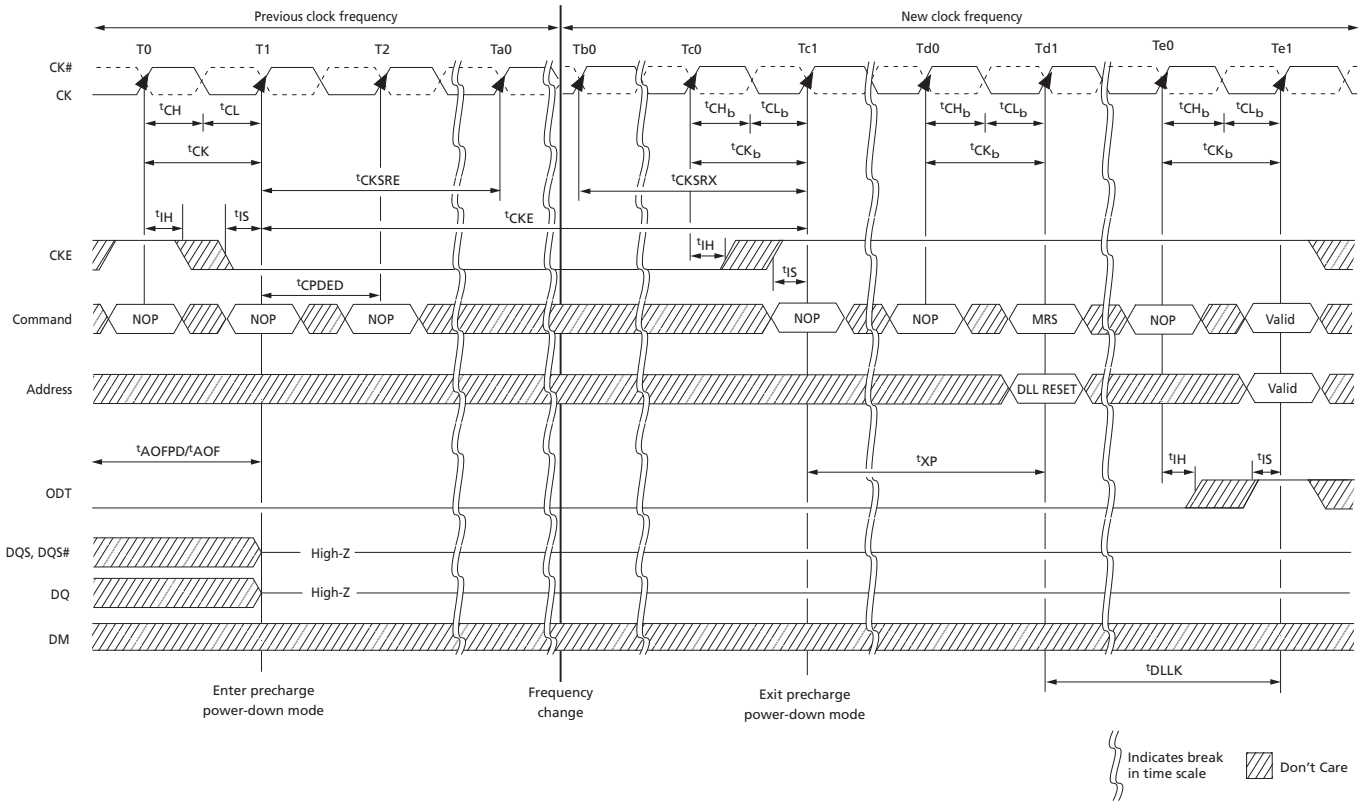 Previous clock frequency New clock frequency
T0 T1 T2 Ta0 Tb0 Tc0 Tc1 Td0 Td1 Te0 Te1
CK#
CK
tCH tCL tCHb tCLb tCHb tCLb tCHb tCLb
tCK tCKb tCKb tCKb
tCKSRE tCKSRX
tIH tIS tCKE
CKE tIH
tIS
tCPDED
Command NOP NOP NOP NOP NOP MRS NOP Valid
Address DLL RESET Valid
tAOFPD/tAOF tXP tIH tIS
ODT
DQS, DQS# High-Z
DQ High-Z
DM
tDLLK
Enter precharge
power-down mode
Frequency
change
Exit precharge
power-down mode
Indicates break
in time scale
Don't Care